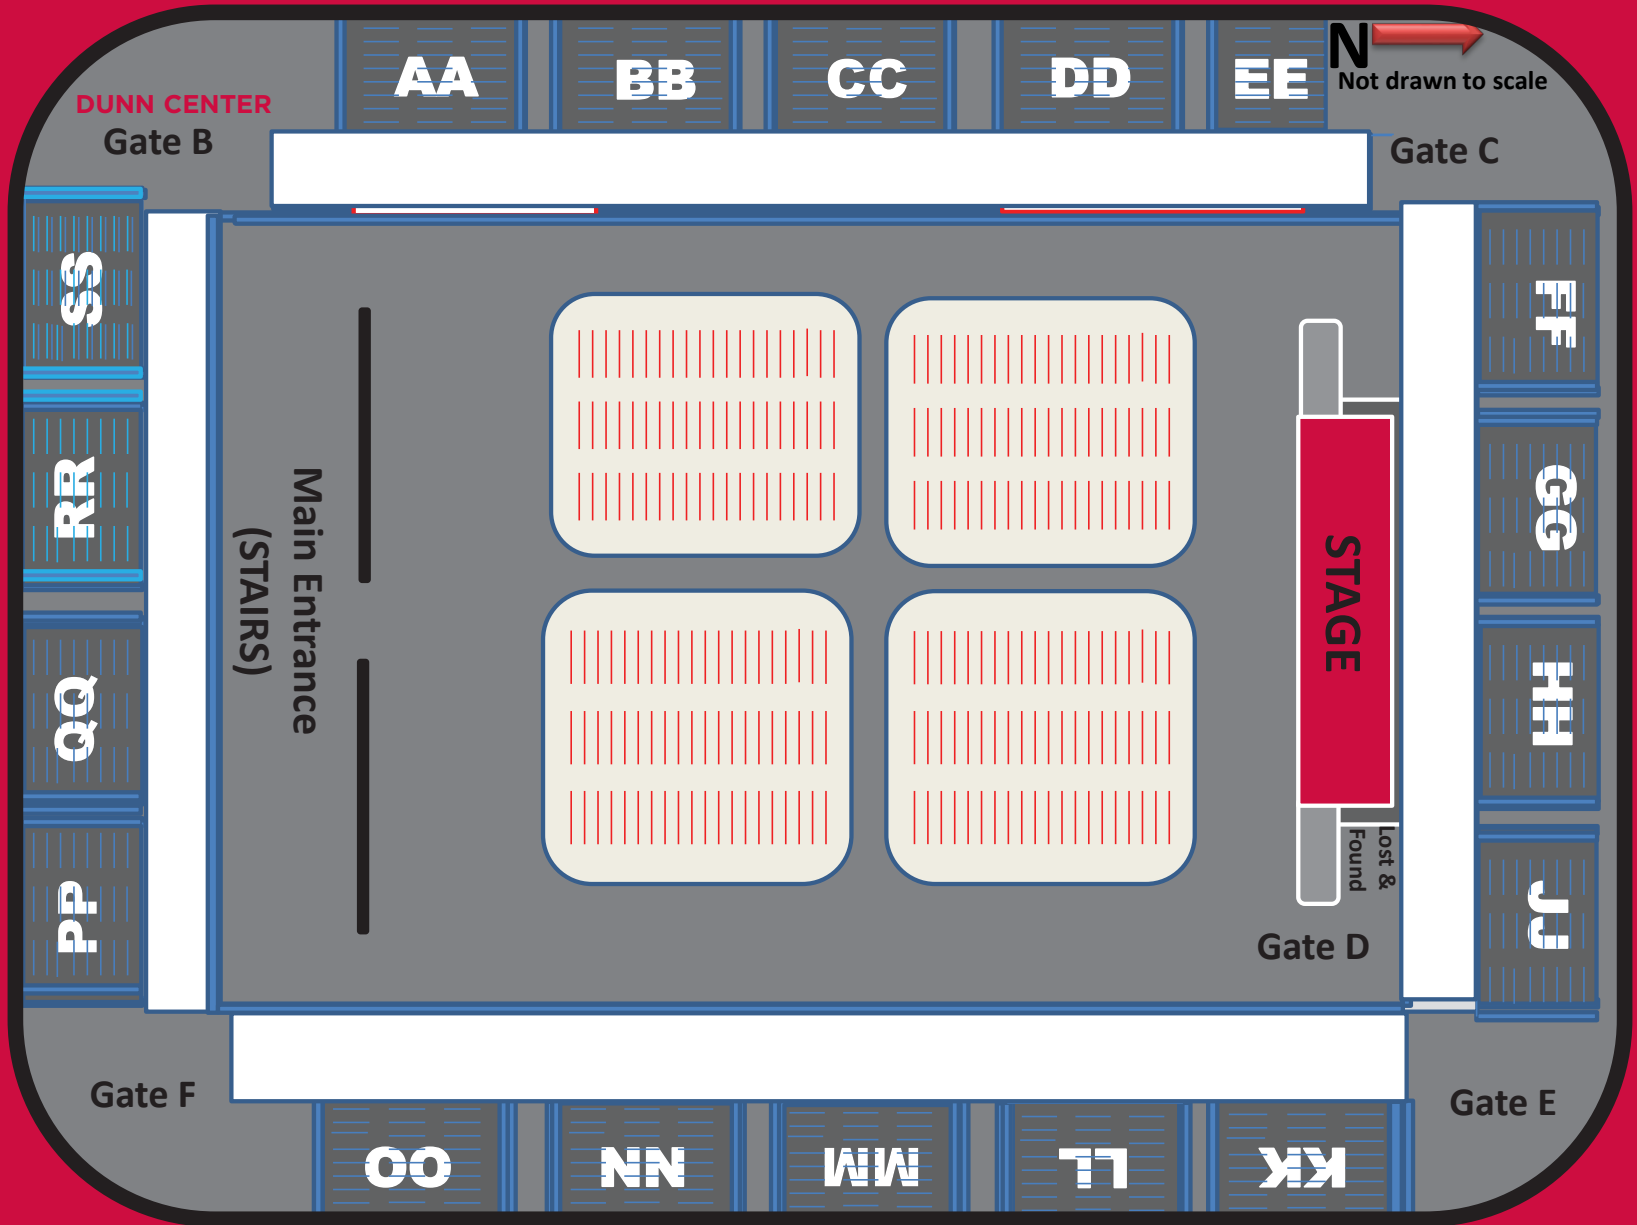 AA
BB
CC
DD
EE
N
Not drawn to scale
DUNN CENTER
Gate B
Gate C
SS
RR
QQ
PP
Main Entrance
(STAIRS)
STAGE
Lost &
Found
Gate D
FF
GG
HH
JJ
Gate F
Gate E
OO
NN
MM
LL
KK